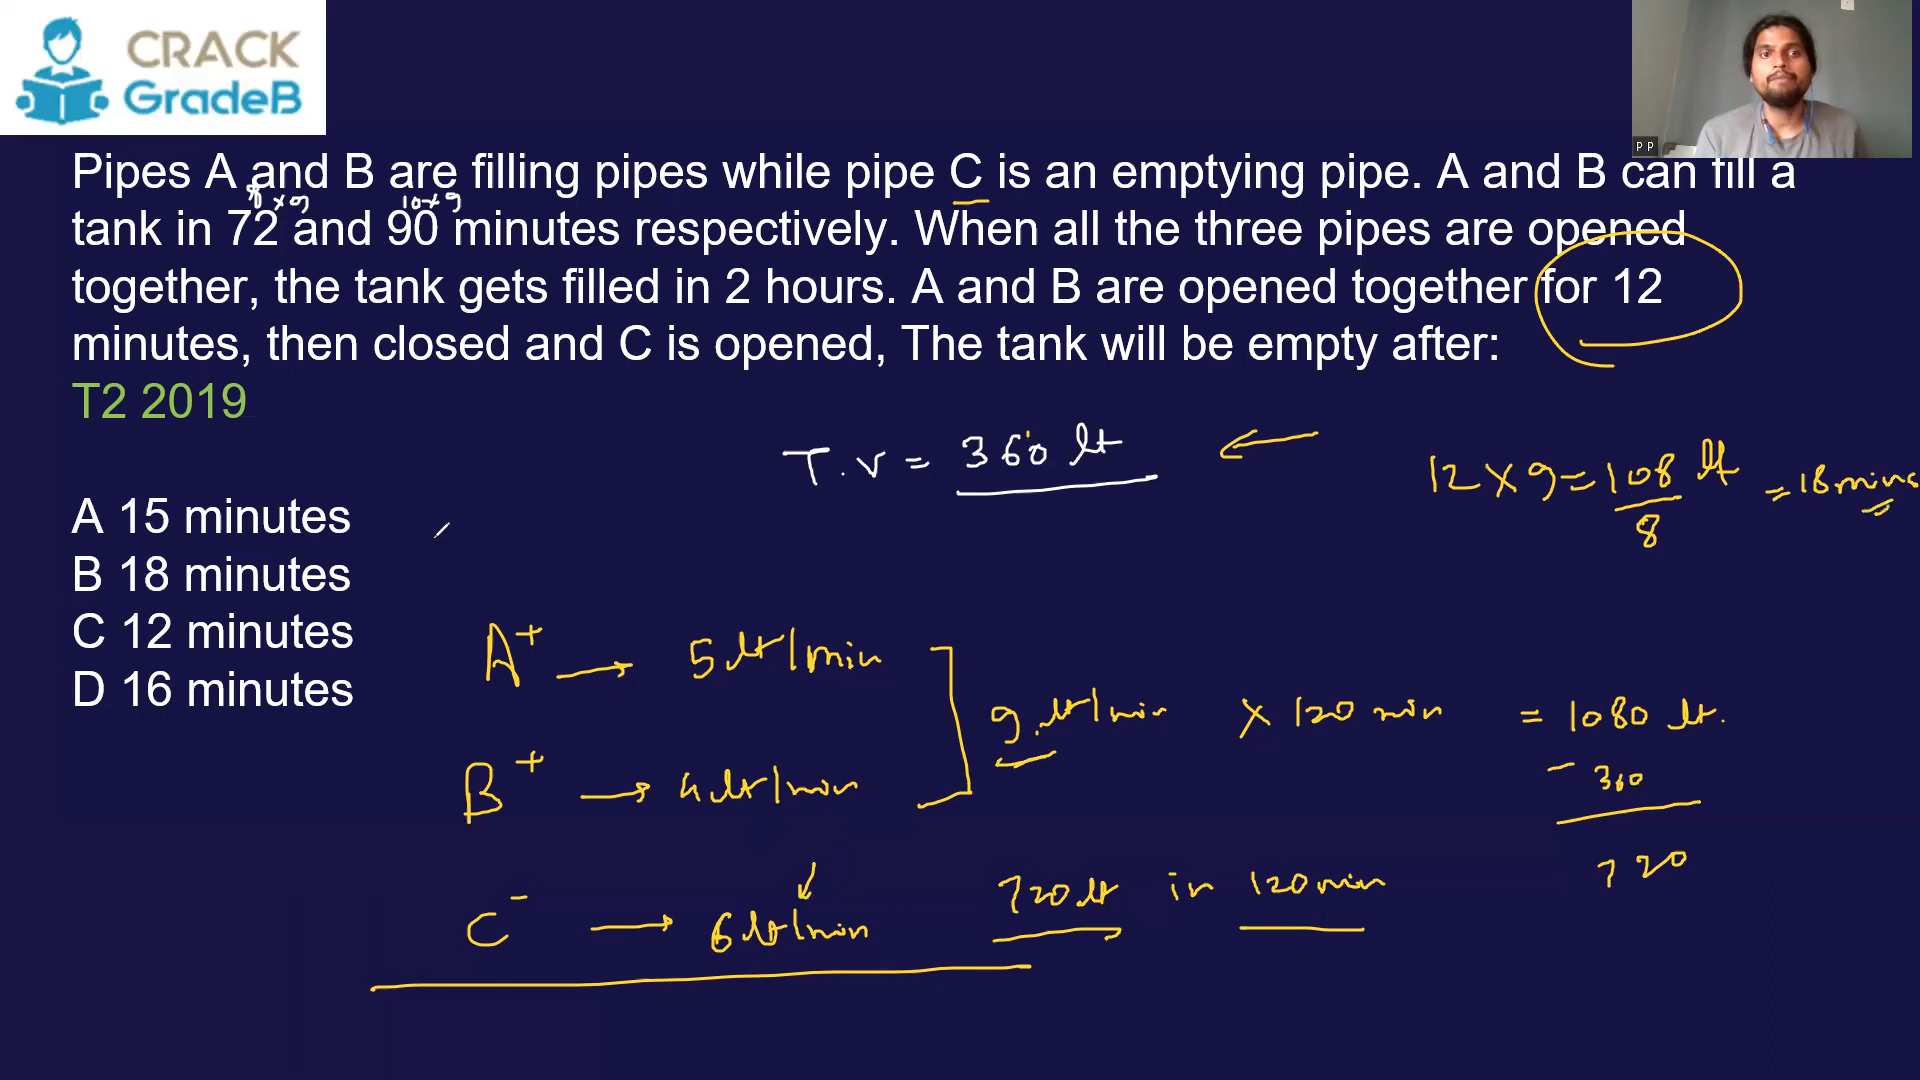 CRACK
GradeB
P P
Pipes A and B are filling pipes while pipe C is an emptying pipe. A and B can fill a
8 x 9 10 x 9
tank in 72 and 90 minutes respectively. When all the three pipes are opened
together, the tank gets filled in 2 hours. A and B are opened together for 12
minutes, then closed and C is opened, The tank will be empty after:
T2 2019
T.V = 360 lt
12 X 9 = 108 lt = 18 mins
8
A 15 minutes
B 18 minutes
C 12 minutes
D 16 minutes
A+ → 5 lt/min
9 lt/min X 120 min = 1080 lt.
- 360
B+ → 4 lt/min
720
C- → 6 lt/min 720 lt in 120 min